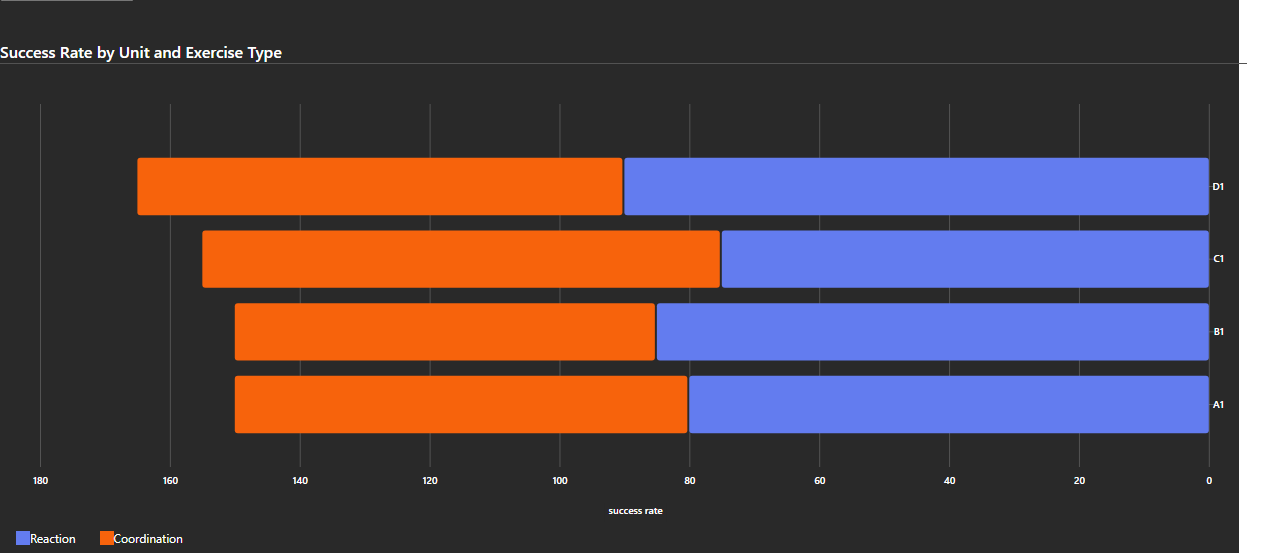 Success Rate by Unit and Exercise Type
D1
C1
B1
A1
180 160 140 120 100 80 60 40 20 0
success rate
Reaction Coordination